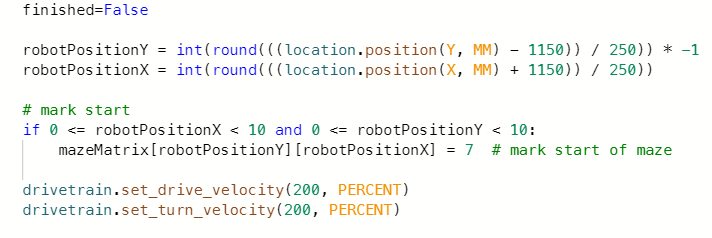 finished=False
robotPositionY = int(round(((location.position(Y, MM) − 1150)) / 250)) * −1
robotPositionX = int(round(((location.position(X, MM) + 1150)) / 250))
# mark start
if 0 <= robotPositionX < 10 and 0 <= robotPositionY < 10:
    mazeMatrix[robotPositionY][robotPositionX] = 7  # mark start of maze
drivetrain.set_drive_velocity(200, PERCENT)
drivetrain.set_turn_velocity(200, PERCENT)